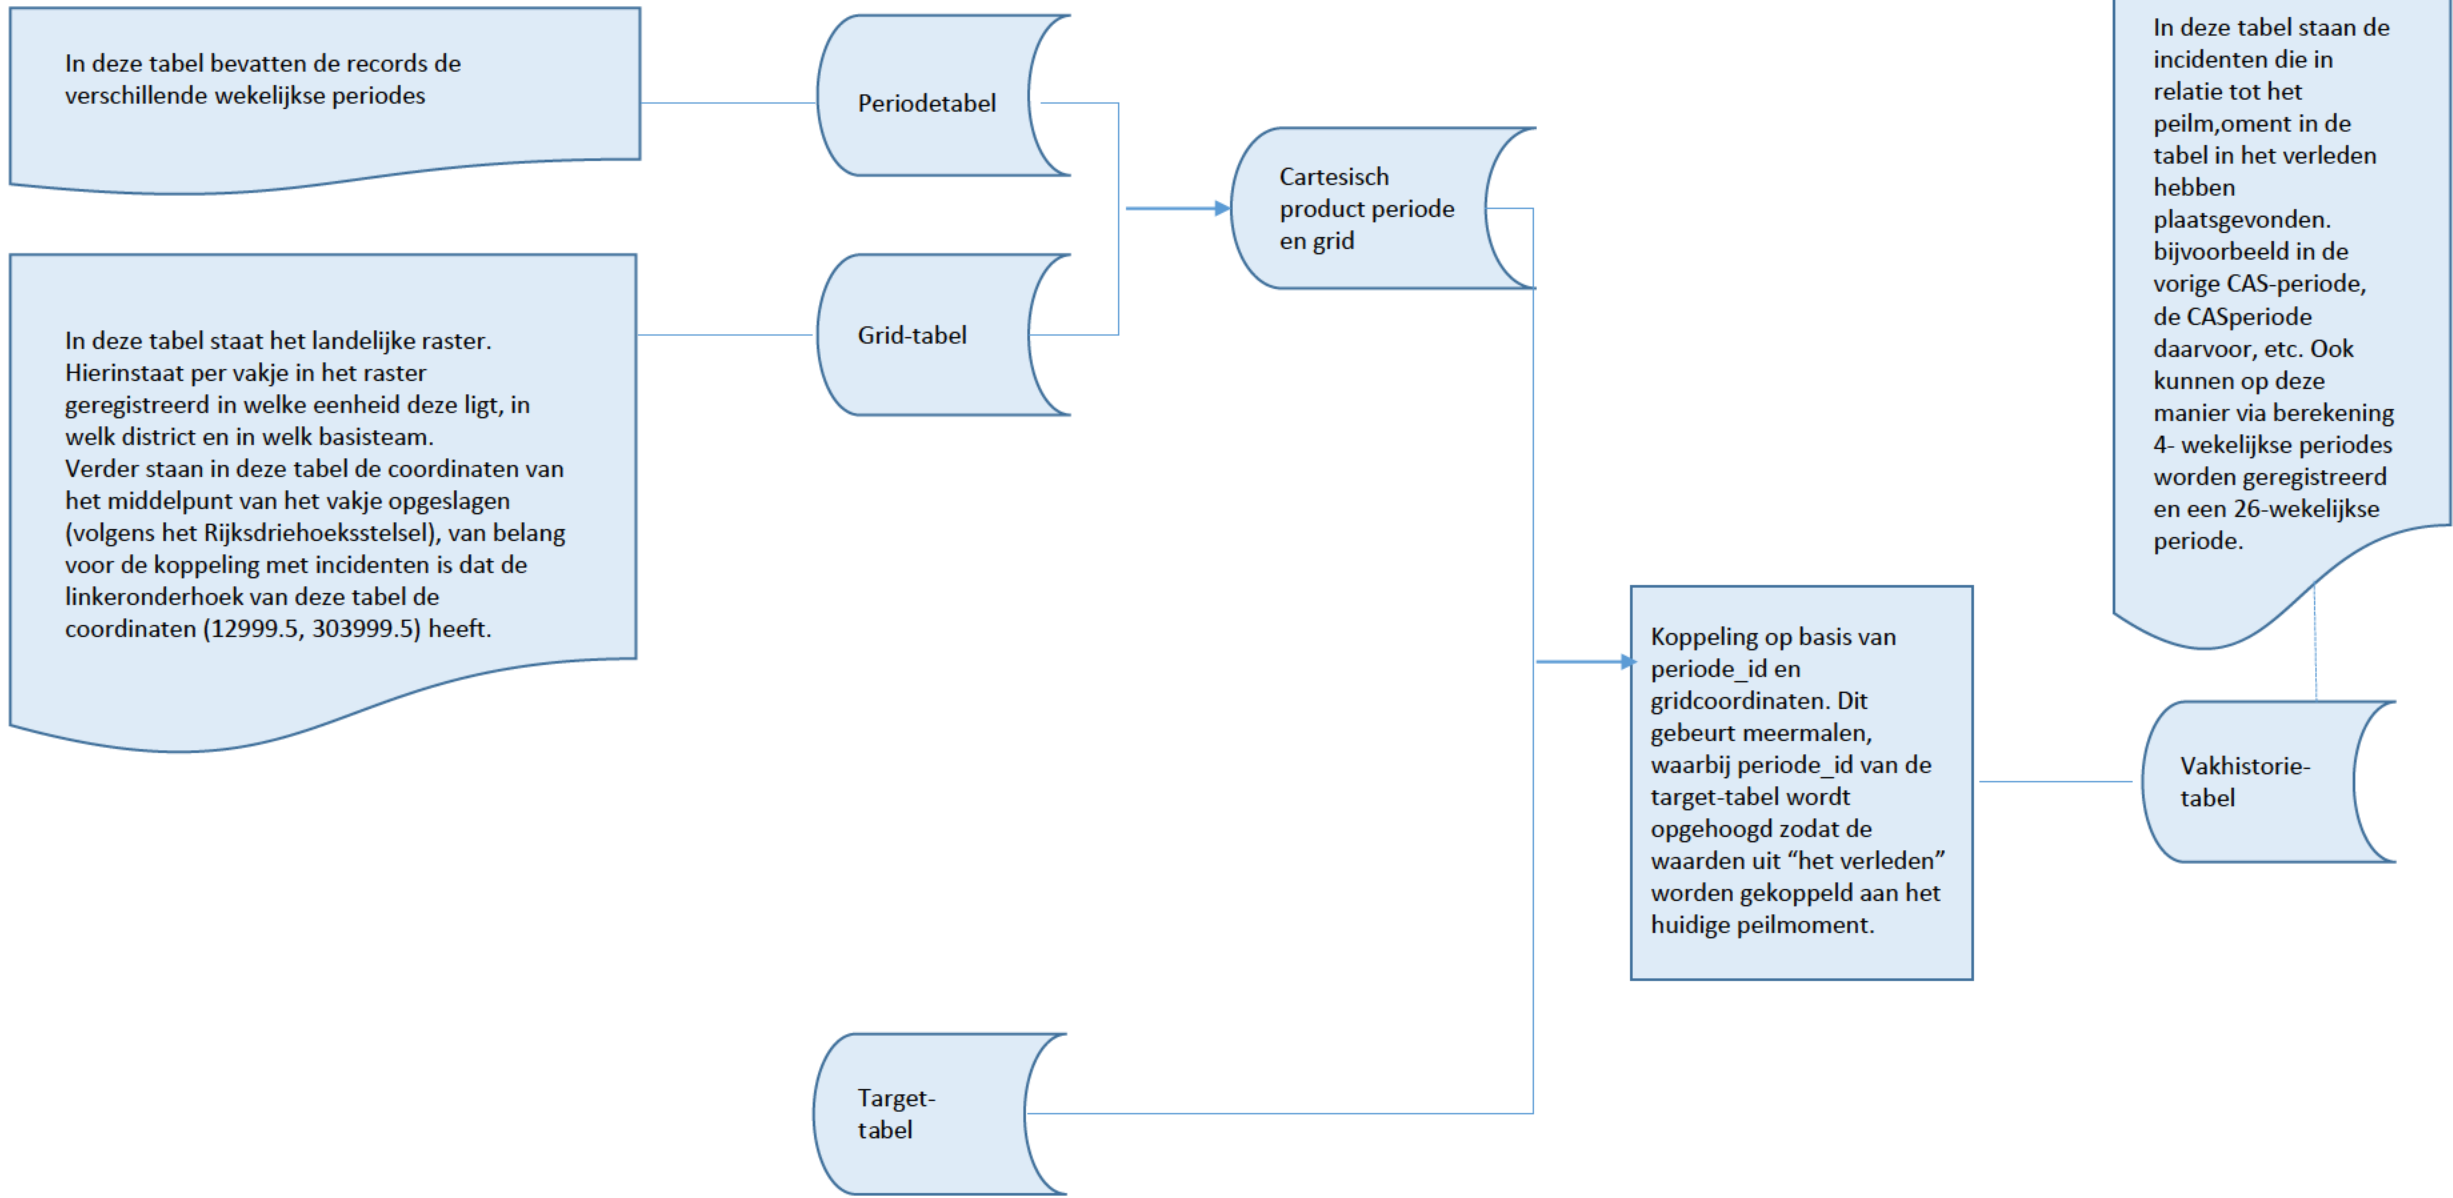 In deze tabel bevatten de records de
verschillende wekelijkse periodes
Periodetabel
Cartesisch
product periode
en grid
In deze tabel staat het landelijke raster.
Hierinstaat per vakje in het raster
geregistreerd in welke eenheid deze ligt, in
welk district en in welk basisteam.
Verder staan in deze tabel de coordinaten van
het middelpunt van het vakje opgeslagen
(volgens het Rijksdriehoeksstelsel), van belang
voor de koppeling met incidenten is dat de
linkeronderhoek van deze tabel de
coordinaten (12999.5, 303999.5) heeft.
Grid-tabel
In deze tabel staan de
incidenten die in
relatie tot het
peilm,oment in de
tabel in het verleden
hebben
plaatsgevonden.
bijvoorbeeld in de
vorige CAS-periode,
de CASperiode
daarvoor, etc. Ook
kunnen op deze
manier via berekening
4- wekelijkse periodes
worden geregistreerd
en een 26-wekelijkse
periode.
Koppeling op basis van
periode_id en
gridcoordinaten. Dit
gebeurt meermalen,
waarbij periode_id van de
target-tabel wordt
opgehoogd zodat de
waarden uit “het verleden”
worden gekoppeld aan het
huidige peilmoment.
Vakhistorie-
tabel
Target-
tabel